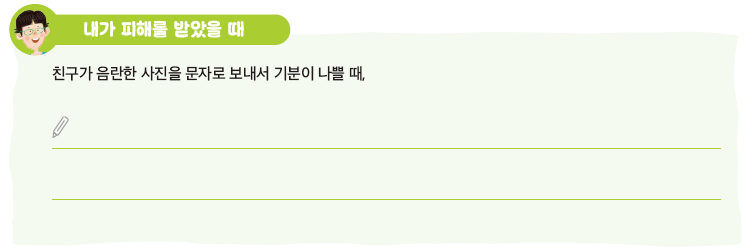 내가 피해를 받았을 때
친구가 음란한 사진을 문자로 보내서 기분이 나쁠 때,